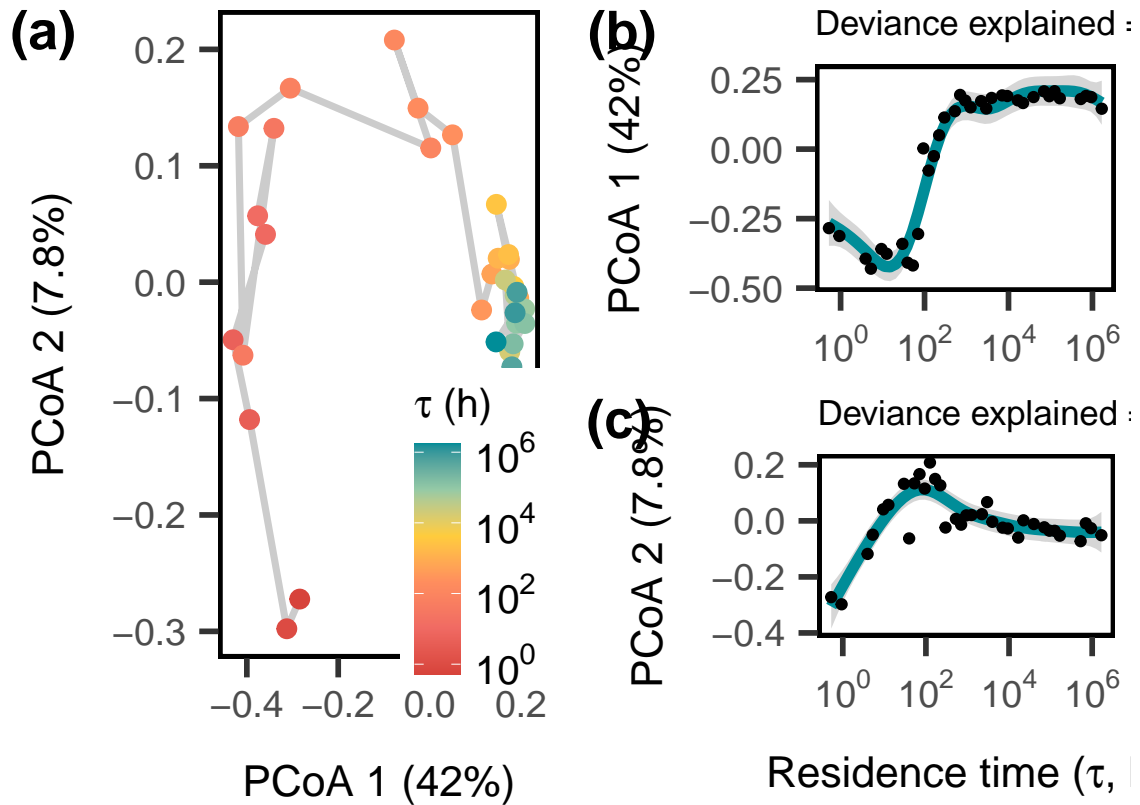 (a)
PCoA 2 (7.8%)
0.2
0.1
0.0
−0.1
−0.2
−0.3
−0.4
−0.2
0.0
0.2
PCoA 1 (42%)
τ (h)
10^6
10^4
10^2
10^0
(b)
Deviance explained =
PCoA 1 (42%)
0.25
0.00
−0.25
−0.50
10^0
10^2
10^4
10^6
(c)
Deviance explained =
PCoA 2 (7.8%)
0.2
0.0
−0.2
−0.4
10^0
10^2
10^4
10^6
Residence time (τ,